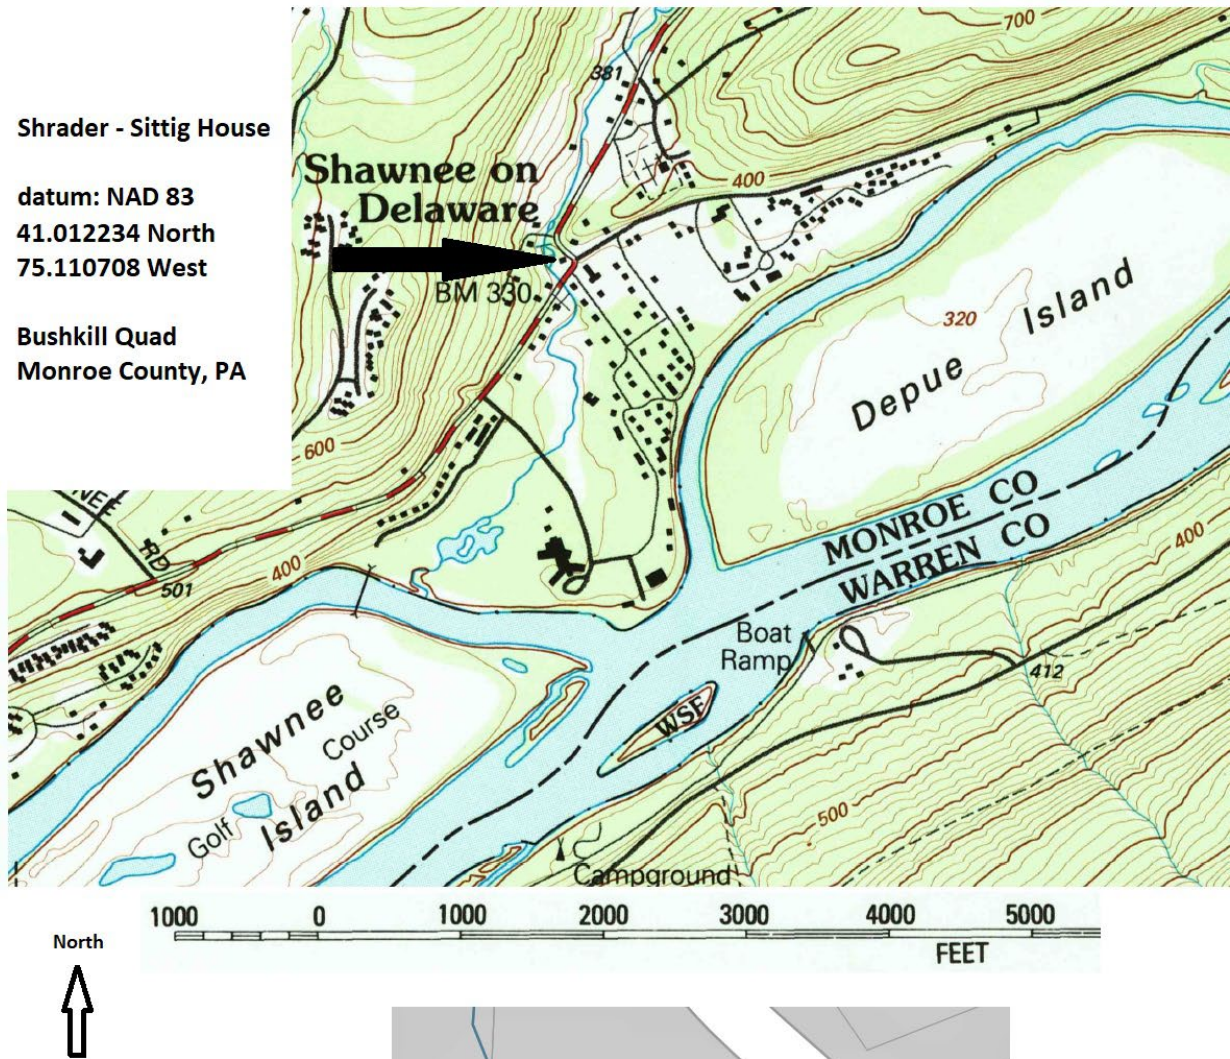 Shrader - Sittig House
datum: NAD 83
41.012234 North
75.110708 West
Bushkill Quad
Monroe County, PA
700
381
Shawnee on
Delaware
400
BM 330
320
Depue Island
600
MONROE CO
WARREN CO
400
RD
501
400
Boat
Ramp
412
WSF
Shawnee
Island
Golf Course
500
Campground
1000 0 1000 2000 3000 4000 5000
FEET
North